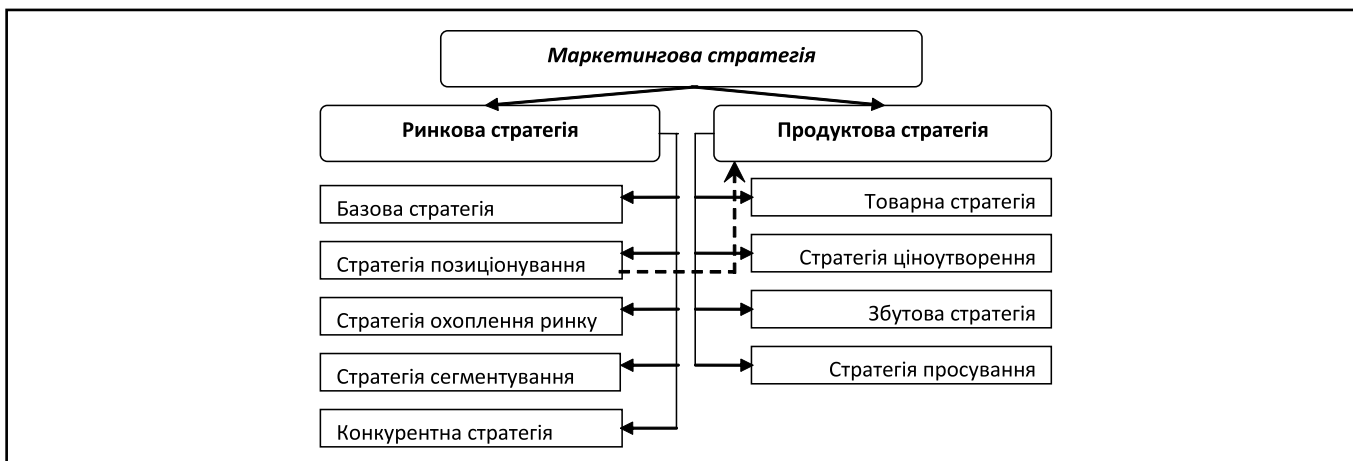 Маркетингова стратегія
Ринкова стратегія
Продуктова стратегія
Базова стратегія
Товарна стратегія
Стратегія позиціонування
Стратегія ціноутворення
Стратегія охоплення ринку
Збутова стратегія
Стратегія сегментування
Стратегія просування
Конкурентна стратегія